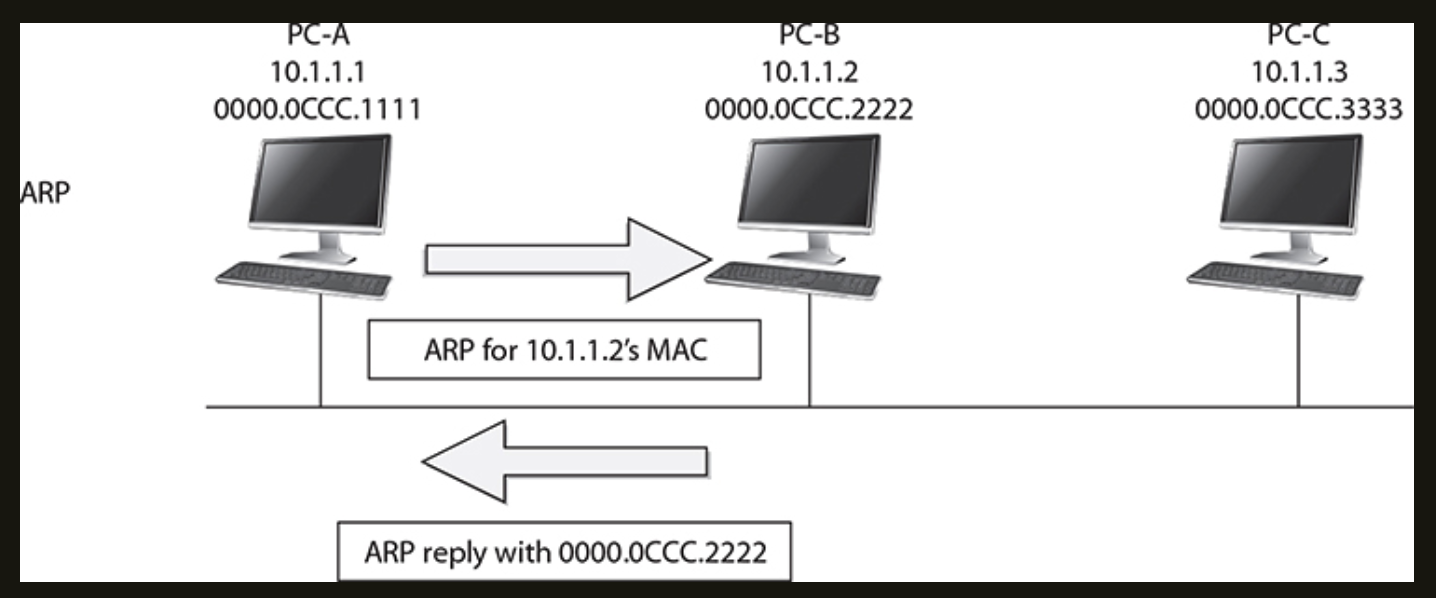 PC-A
10.1.1.1
0000.0CCC.1111
PC-B
10.1.1.2
0000.0CCC.2222
PC-C
10.1.1.3
0000.0CCC.3333
ARP
ARP for 10.1.1.2’s MAC
ARP reply with 0000.0CCC.2222